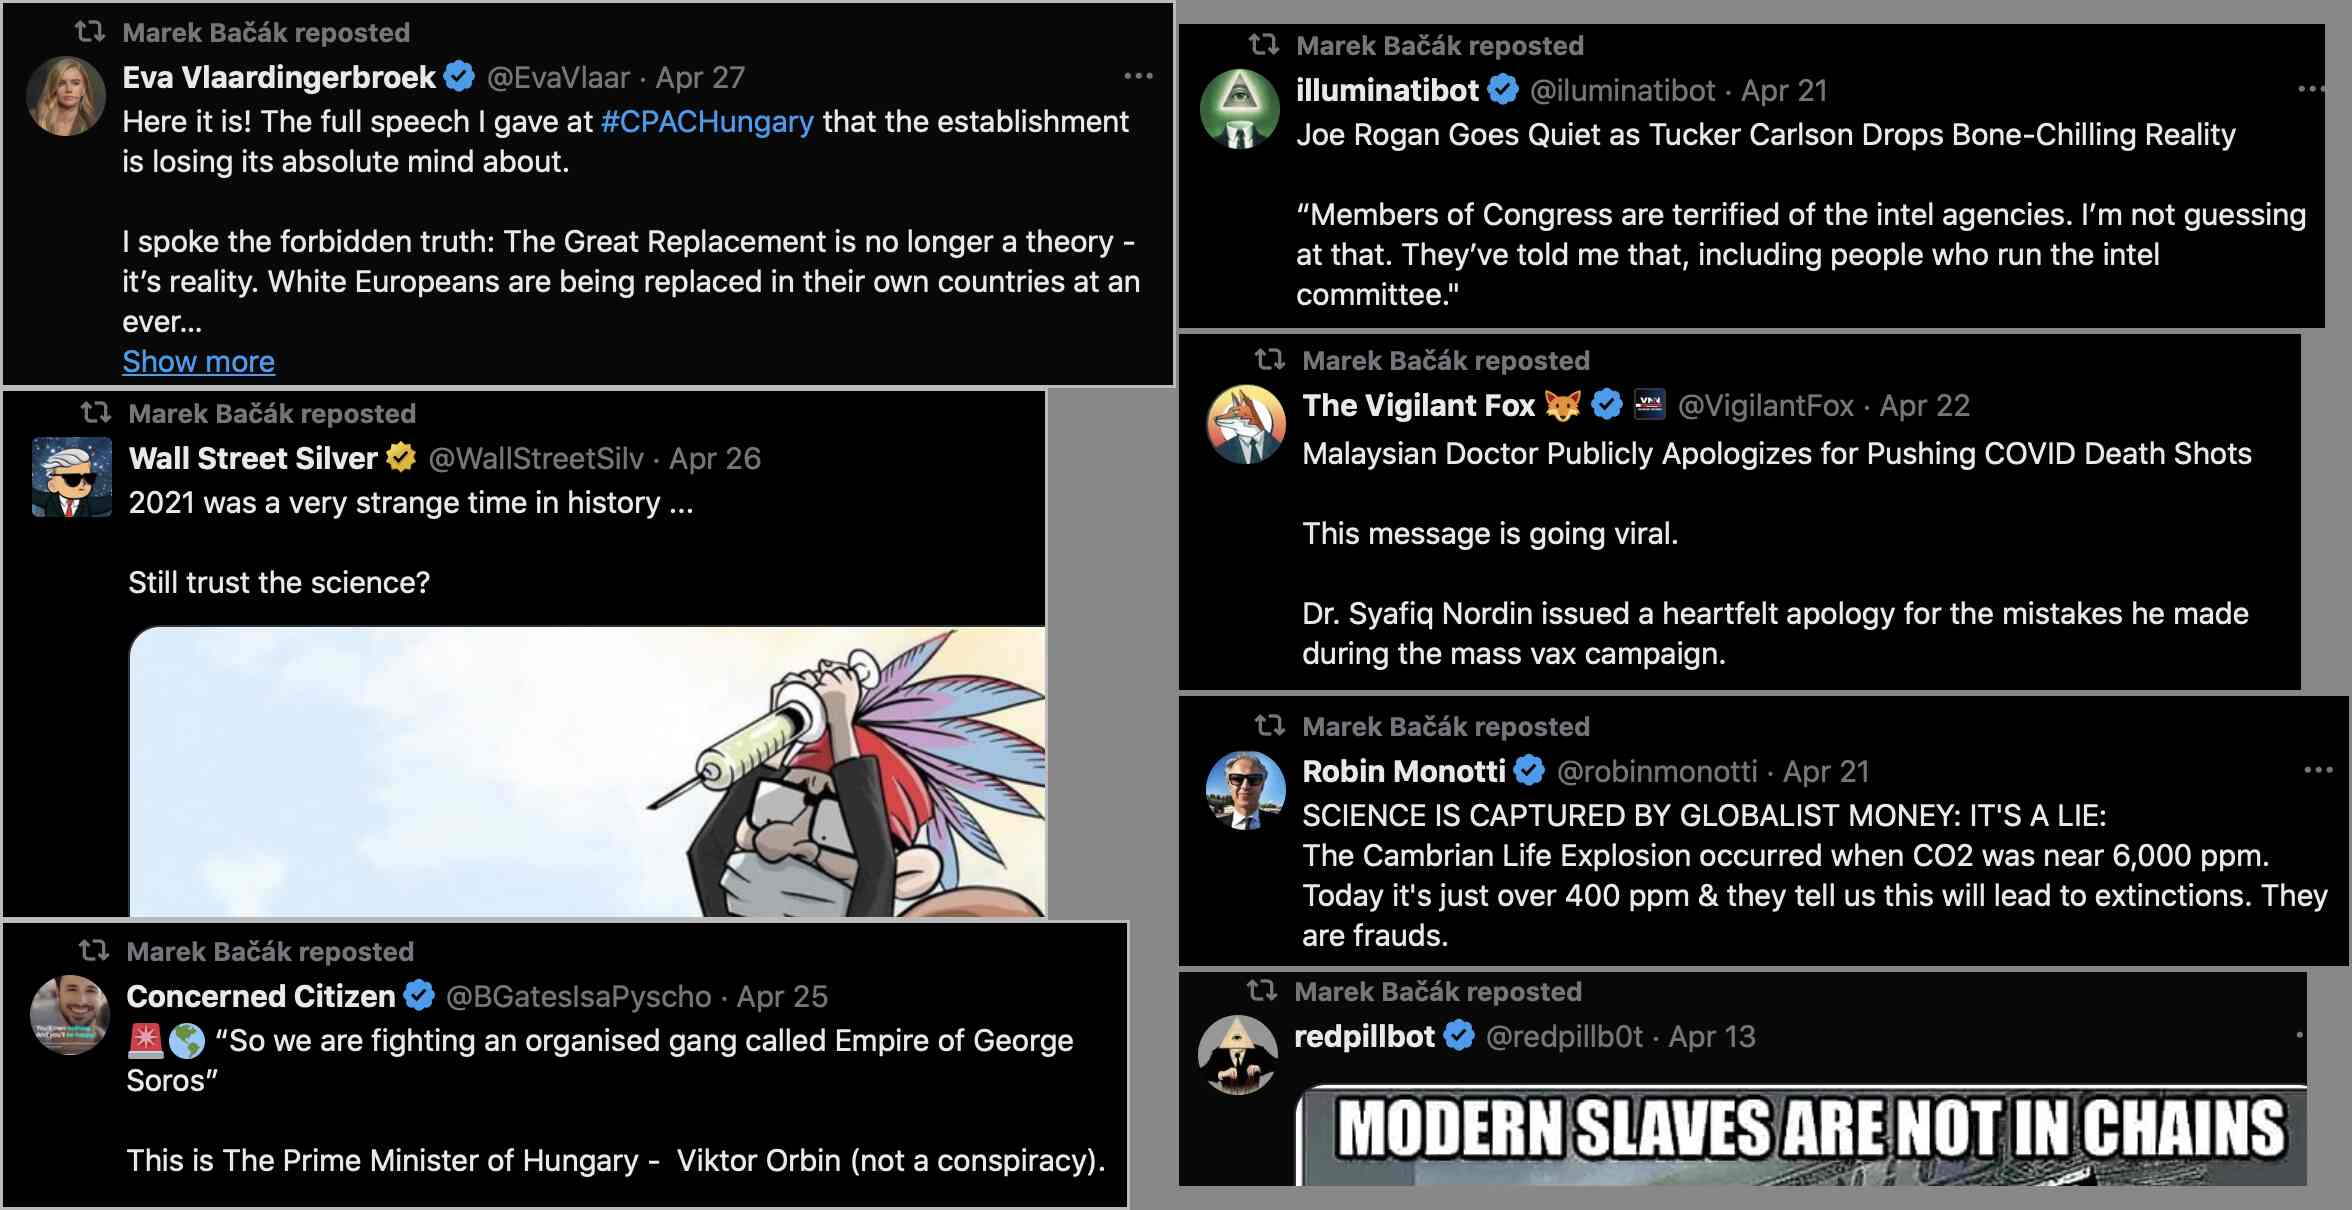 Marek Bačák reposted
Eva Vlaardingerbroek @EvaVlaar · Apr 27
Here it is! The full speech I gave at #CPACHungary that the establishment
is losing its absolute mind about.
I spoke the forbidden truth: The Great Replacement is no longer a theory -
it’s reality. White Europeans are being replaced in their own countries at an
ever...
Show more
Marek Bačák reposted
Wall Street Silver @WallStreetSilv · Apr 26
2021 was a very strange time in history ...
Still trust the science?
Marek Bačák reposted
Concerned Citizen @BGatesIsaPyscho · Apr 25
“So we are fighting an organised gang called Empire of George
Soros”
This is The Prime Minister of Hungary - Viktor Orbin (not a conspiracy).
Marek Bačák reposted
illuminatibot @iluminatibot · Apr 21
Joe Rogan Goes Quiet as Tucker Carlson Drops Bone-Chilling Reality
“Members of Congress are terrified of the intel agencies. I’m not guessing
at that. They’ve told me that, including people who run the intel
committee."
Marek Bačák reposted
The Vigilant Fox @VigilantFox · Apr 22
Malaysian Doctor Publicly Apologizes for Pushing COVID Death Shots
This message is going viral.
Dr. Syafiq Nordin issued a heartfelt apology for the mistakes he made
during the mass vax campaign.
Marek Bačák reposted
Robin Monotti @robinmonotti · Apr 21
SCIENCE IS CAPTURED BY GLOBALIST MONEY: IT'S A LIE:
The Cambrian Life Explosion occurred when CO2 was near 6,000 ppm.
Today it's just over 400 ppm & they tell us this will lead to extinctions. They
are frauds.
Marek Bačák reposted
redpillbot @redpillb0t · Apr 13
MODERN SLAVES ARE NOT IN CHAINS